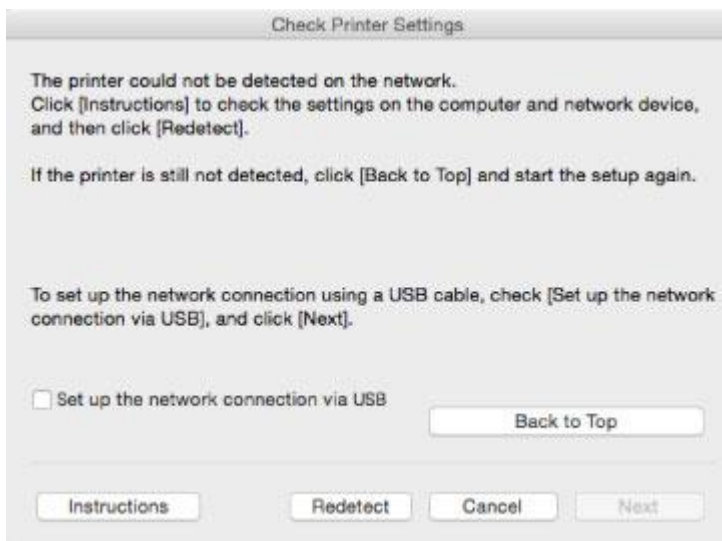 Check Printer Settings
The printer could not be detected on the network.
Click [Instructions] to check the settings on the computer and network device,
and then click [Redetect].
If the printer is still not detected, click [Back to Top] and start the setup again.
To set up the network connection using a USB cable, check [Set up the network
connection via USB], and click [Next].
Set up the network connection via USB
Back to Top
Instructions
Redetect
Cancel
Next